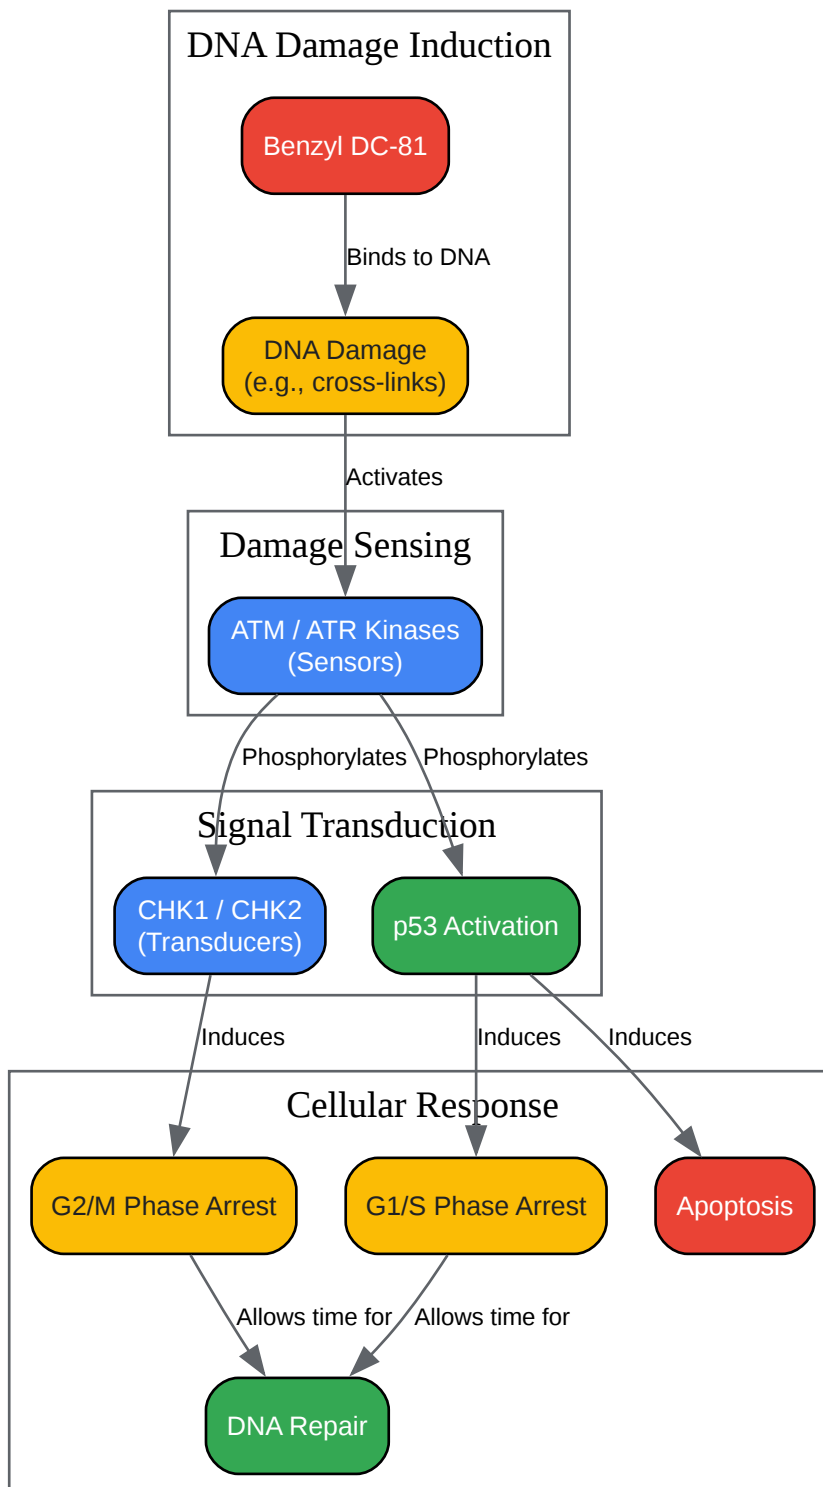 DNA Damage Induction
Benzyl DC-81
Binds to DNA
DNA Damage
(e.g., cross-links)
Activates
Damage Sensing
ATM / ATR Kinases
(Sensors)
Phosphorylates
Phosphorylates
Signal Transduction
CHK1 / CHK2
(Transducers)
p53 Activation
Induces
Induces
Induces
Cellular Response
G2/M Phase Arrest
G1/S Phase Arrest
Apoptosis
Allows time for
Allows time for
DNA Repair